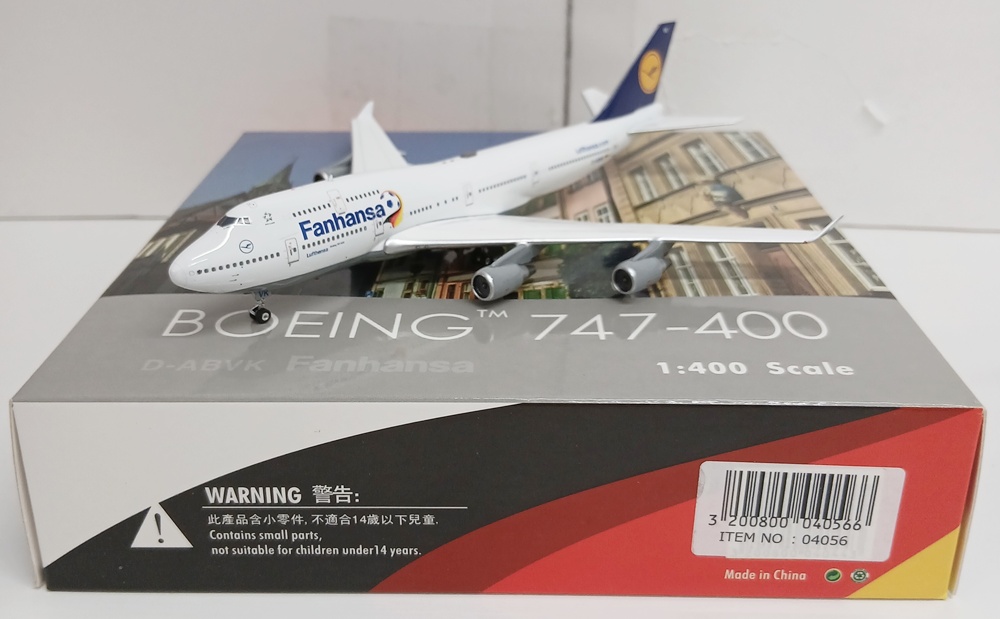 Fanhansa
Lufthansa
VK
BOEING™ 747-400
D-ABVK Fanhansa
1:400 Scale
WARNING 警告:
此產品含小零件, 不適合14歲以下兒童.
Contains small parts,
not suitable for children under14 years.
3 200800 040566
ITEM NO : 04056
Made in China